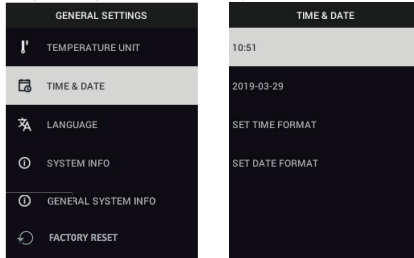 GENERAL SETTINGS
TEMPERATURE UNIT
TIME & DATE
LANGUAGE
SYSTEM INFO
GENERAL SYSTEM INFO
FACTORY RESET
TIME & DATE
10:51
2019-03-29
SET TIME FORMAT
SET DATE FORMAT